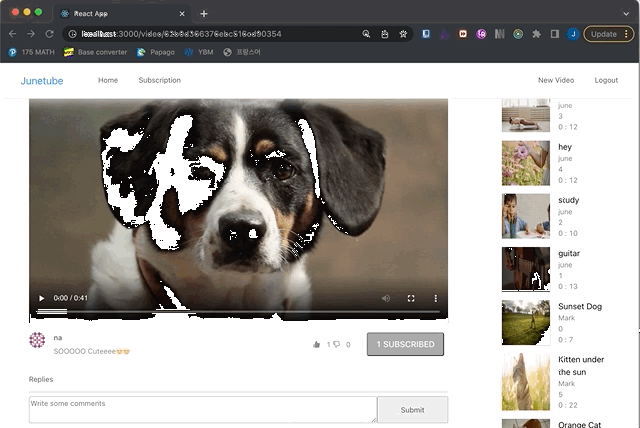 React App
:3000/video/
Update
175 MATH
Base converter
Papago
YBM
프랑스어
Junetube
Home
Subscription
New Video
Logout
june
3
0 : 12
hey
june
4
0 : 12
study
june
2
0 : 10
guitar
june
1
0 : 13
Sunset Dog
Mark
0
0 : 7
Kitten under
the sun
Mark
5
0 : 22
Orange Cat
0:00 / 0:41
na
SOOOOO Cuteeee😍😍
1
0
1 SUBSCRIBED
Replies
Write some comments
Submit